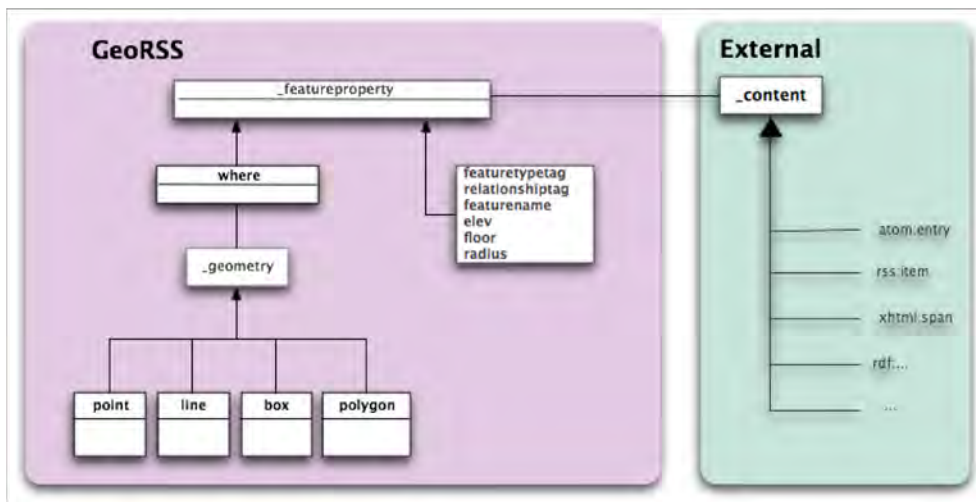 GeoRSS
_featureproperty
where
featuretypetag
relationshiptag
featurename
elev
floor
radius
_geometry
point
line
box
polygon
External
_content
atom:entry
rss:item
xhtml:span
rdf:...
...